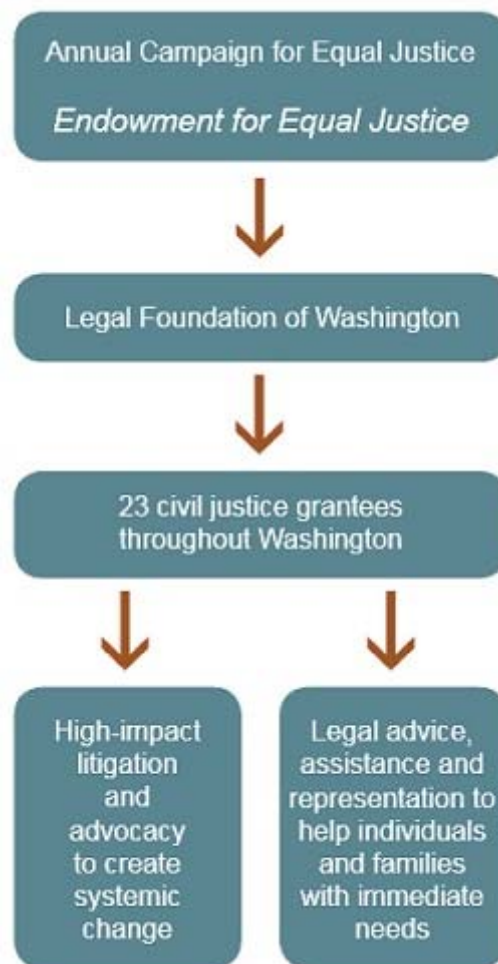 Annual Campaign for Equal Justice
Endowment for Equal Justice
Legal Foundation of Washington
23 civil justice grantees
throughout Washington
High-impact
litigation
and
advocacy
to create
systemic
change
Legal advice,
assistance and
representation to
help individuals
and families
with immediate
needs